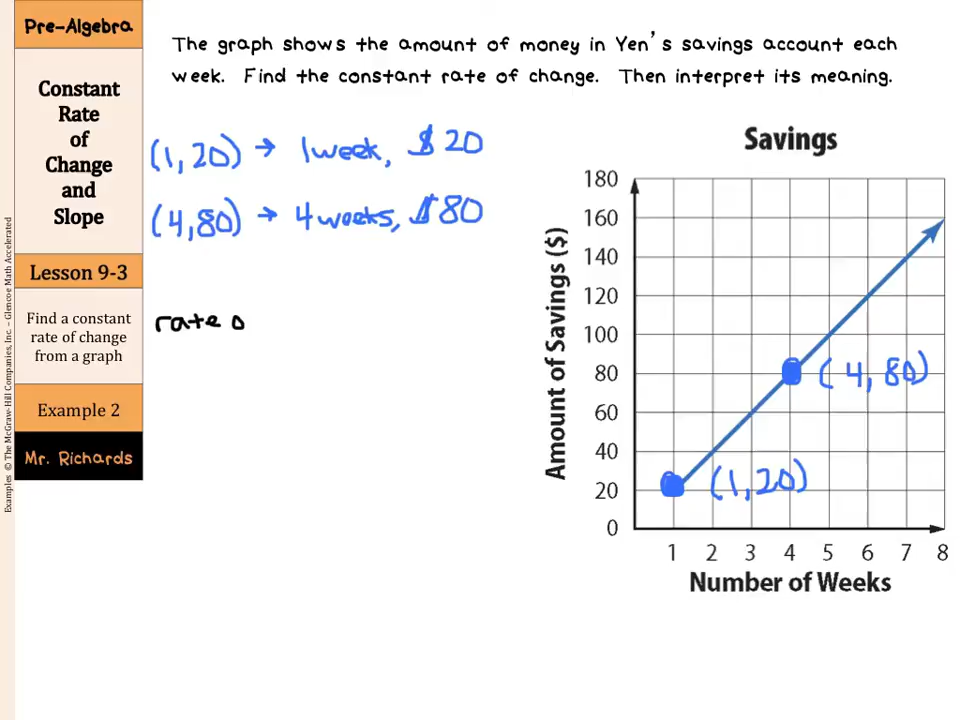 Pre-Algebra
Constant
Rate
of
Change
and
Slope
Lesson 9-3
Find a constant
rate of change
from a graph
Example 2
Mr. Richards
Examples © The McGraw-Hill Companies, Inc. – Glencoe Math Accelerated
The graph shows the amount of money in Yen's savings account each
week. Find the constant rate of change. Then interpret its meaning.
(1, 20) → 1 week, $20
(4, 80) → 4 weeks, $80
rate o
Savings
Amount of Savings ($)
180
160
140
120
100
80
60
40
20
0
(4, 80)
(1, 20)
1 2 3 4 5 6 7 8
Number of Weeks